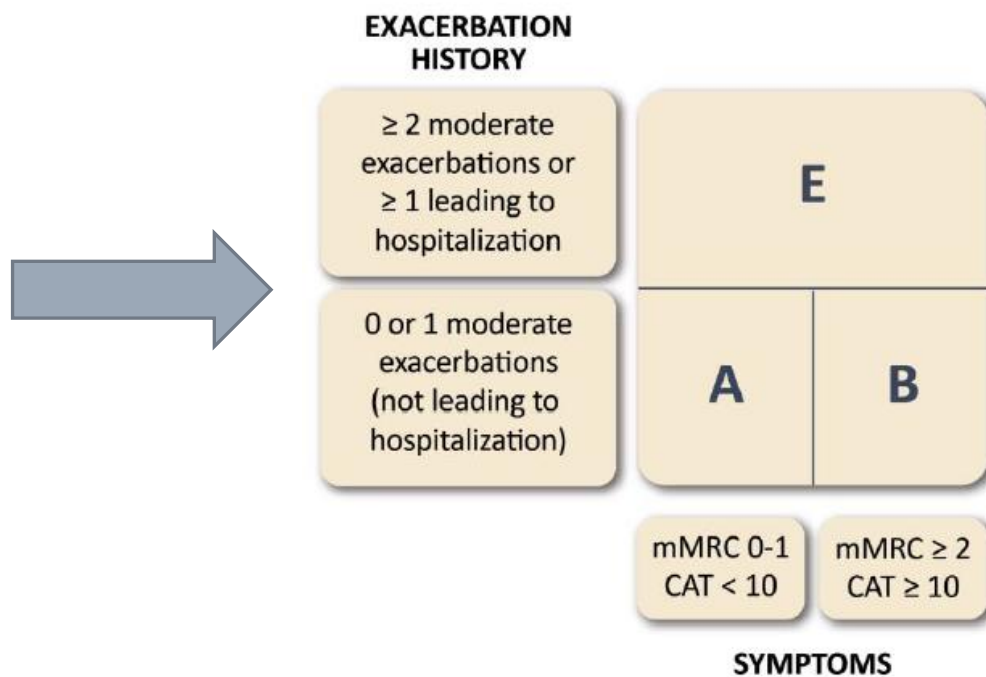 EXACERBATION
HISTORY
≥ 2 moderate
exacerbations or
≥ 1 leading to
hospitalization
E
0 or 1 moderate
exacerbations
(not leading to
hospitalization)
A
B
mMRC 0-1
CAT < 10
mMRC ≥ 2
CAT ≥ 10
SYMPTOMS